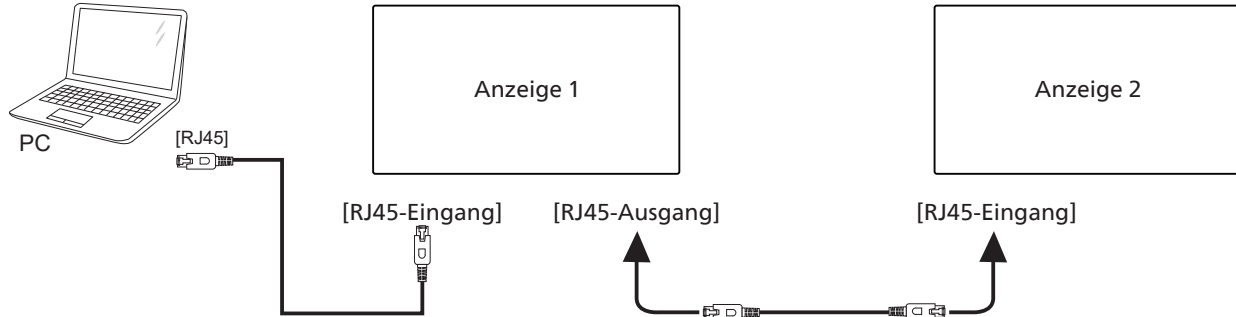 Anzeige 1
Anzeige 2
PC
[RJ45]
[RJ45-Eingang]
[RJ45-Ausgang]
[RJ45-Eingang]